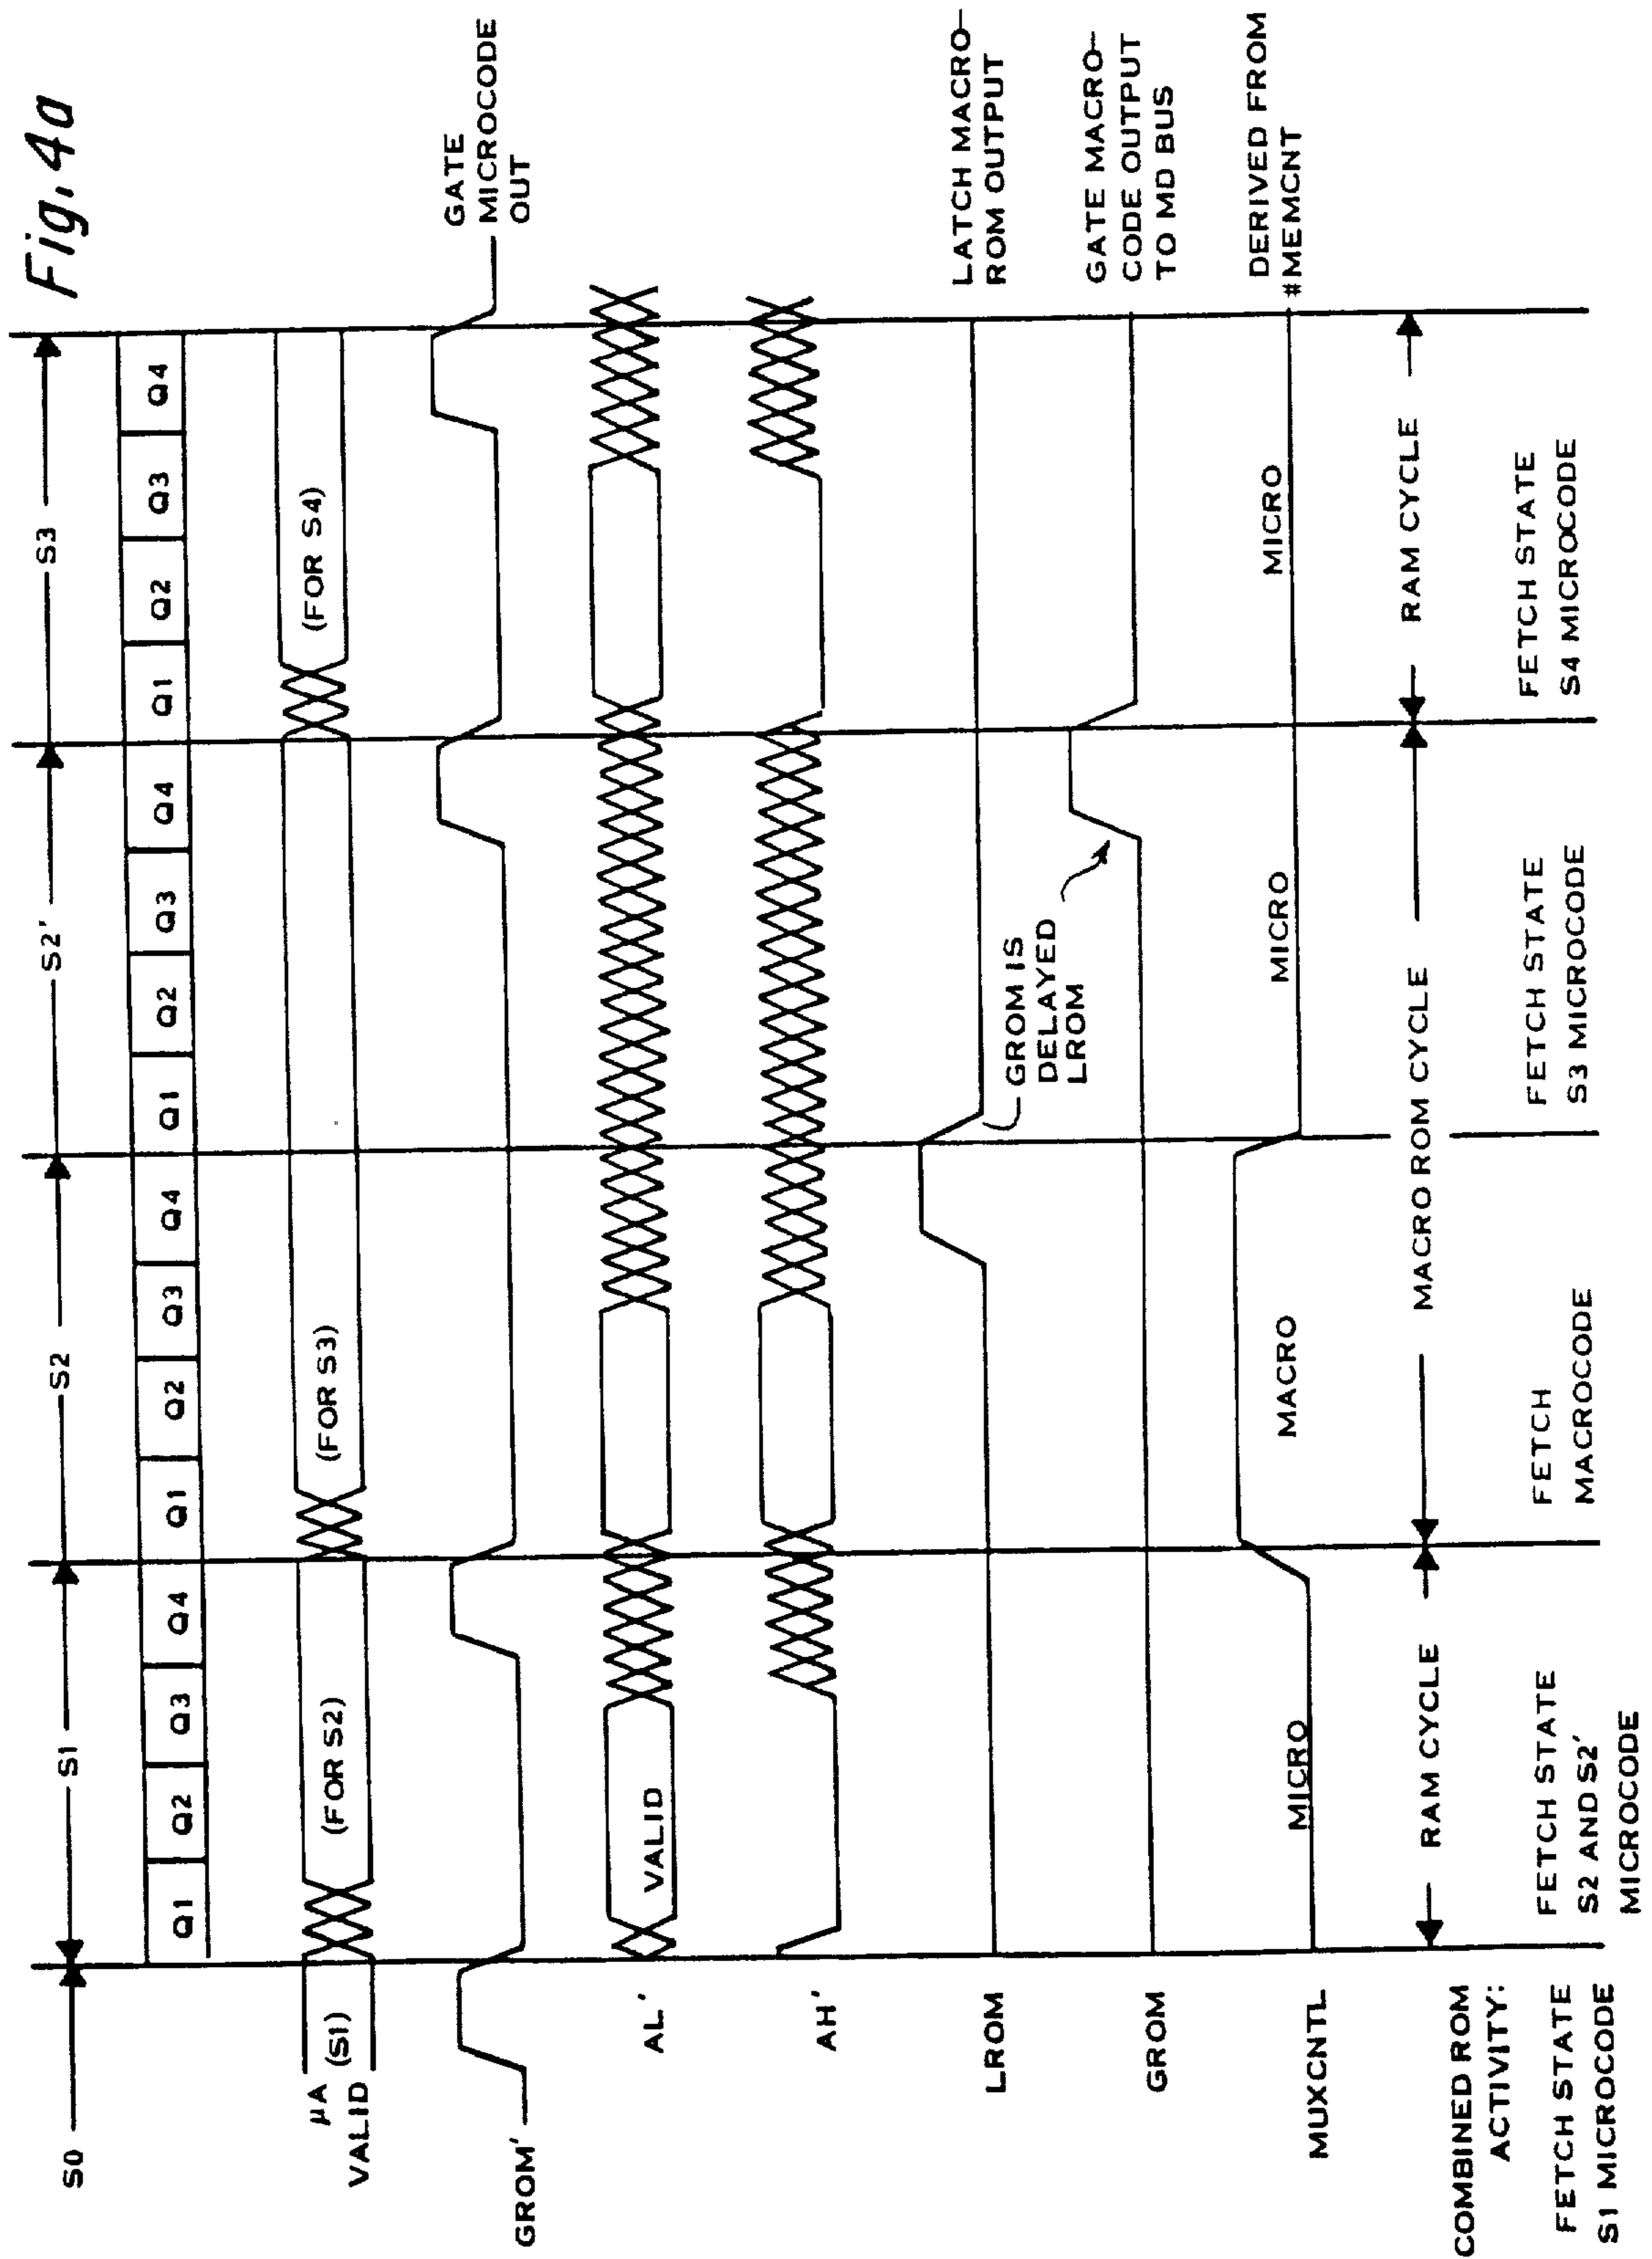 Fig. 4a
S0
S1
S2
S2'
S3
Q1 Q2 Q3 Q4 Q1 Q2 Q3 Q4 Q1 Q2 Q3 Q4 Q1 Q2 Q3 Q4
µA (S1)
VALID
(FOR S2)
(FOR S3)
(FOR S4)
GROM'
GATE
MICROCODE
OUT
AL'
VALID
AH'
LROM
LATCH MACRO-
ROM OUTPUT
GROM IS
DELAYED
LROM
GROM
GATE MACRO-
CODE OUTPUT
TO MD BUS
MUXCNTL
MICRO
MACRO
MICRO
MICRO
DERIVED FROM
#MEMCNT
COMBINED ROM
ACTIVITY:
RAM CYCLE
MACRO ROM CYCLE
RAM CYCLE
FETCH STATE
S1 MICROCODE
FETCH STATE
S2 AND S2'
MICROCODE
FETCH
MACROCODE
FETCH STATE
S3 MICROCODE
FETCH STATE
S4 MICROCODE